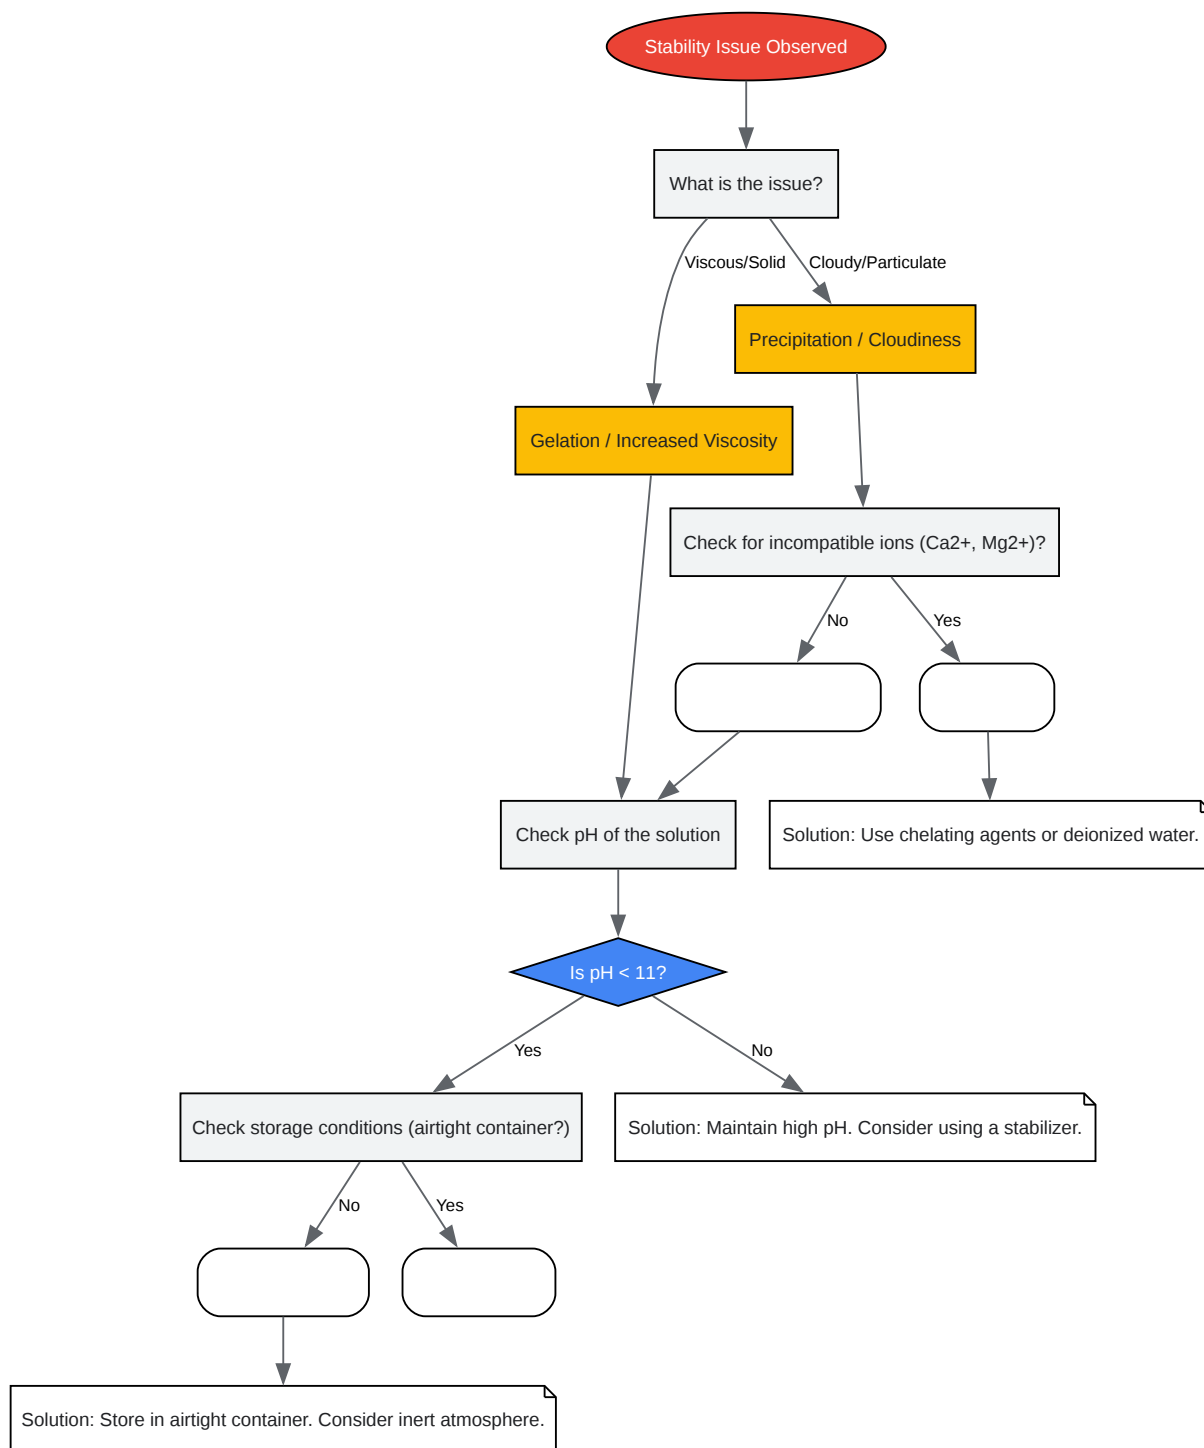 Stability Issue Observed
What is the issue?
Viscous/Solid
Cloudy/Particulate
Precipitation / Cloudiness
Gelation / Increased Viscosity
Check for incompatible ions (Ca2+, Mg2+)?
No
Yes
Check pH of the solution
Solution: Use chelating agents or deionized water.
Is pH < 11?
Yes
No
Check storage conditions (airtight container?)
Solution: Maintain high pH. Consider using a stabilizer.
No
Yes
Solution: Store in airtight container. Consider inert atmosphere.